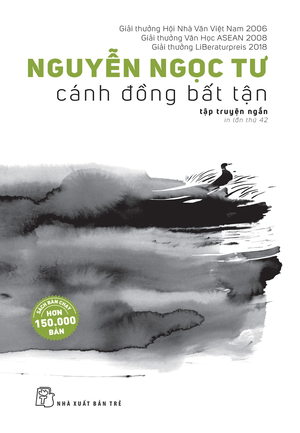 Giải thưởng Hội Nhà Văn Việt Nam 2006
Giải thưởng Văn Học ASEAN 2008
Giải thưởng LiBeraturpreis 2018
NGUYỄN NGỌC TƯ
cánh đồng bất tận
tập truyện ngắn
in lần thứ 42
SÁCH BÁN CHẠY
HƠN
150.000
BẢN
NHÀ XUẤT BẢN TRẺ